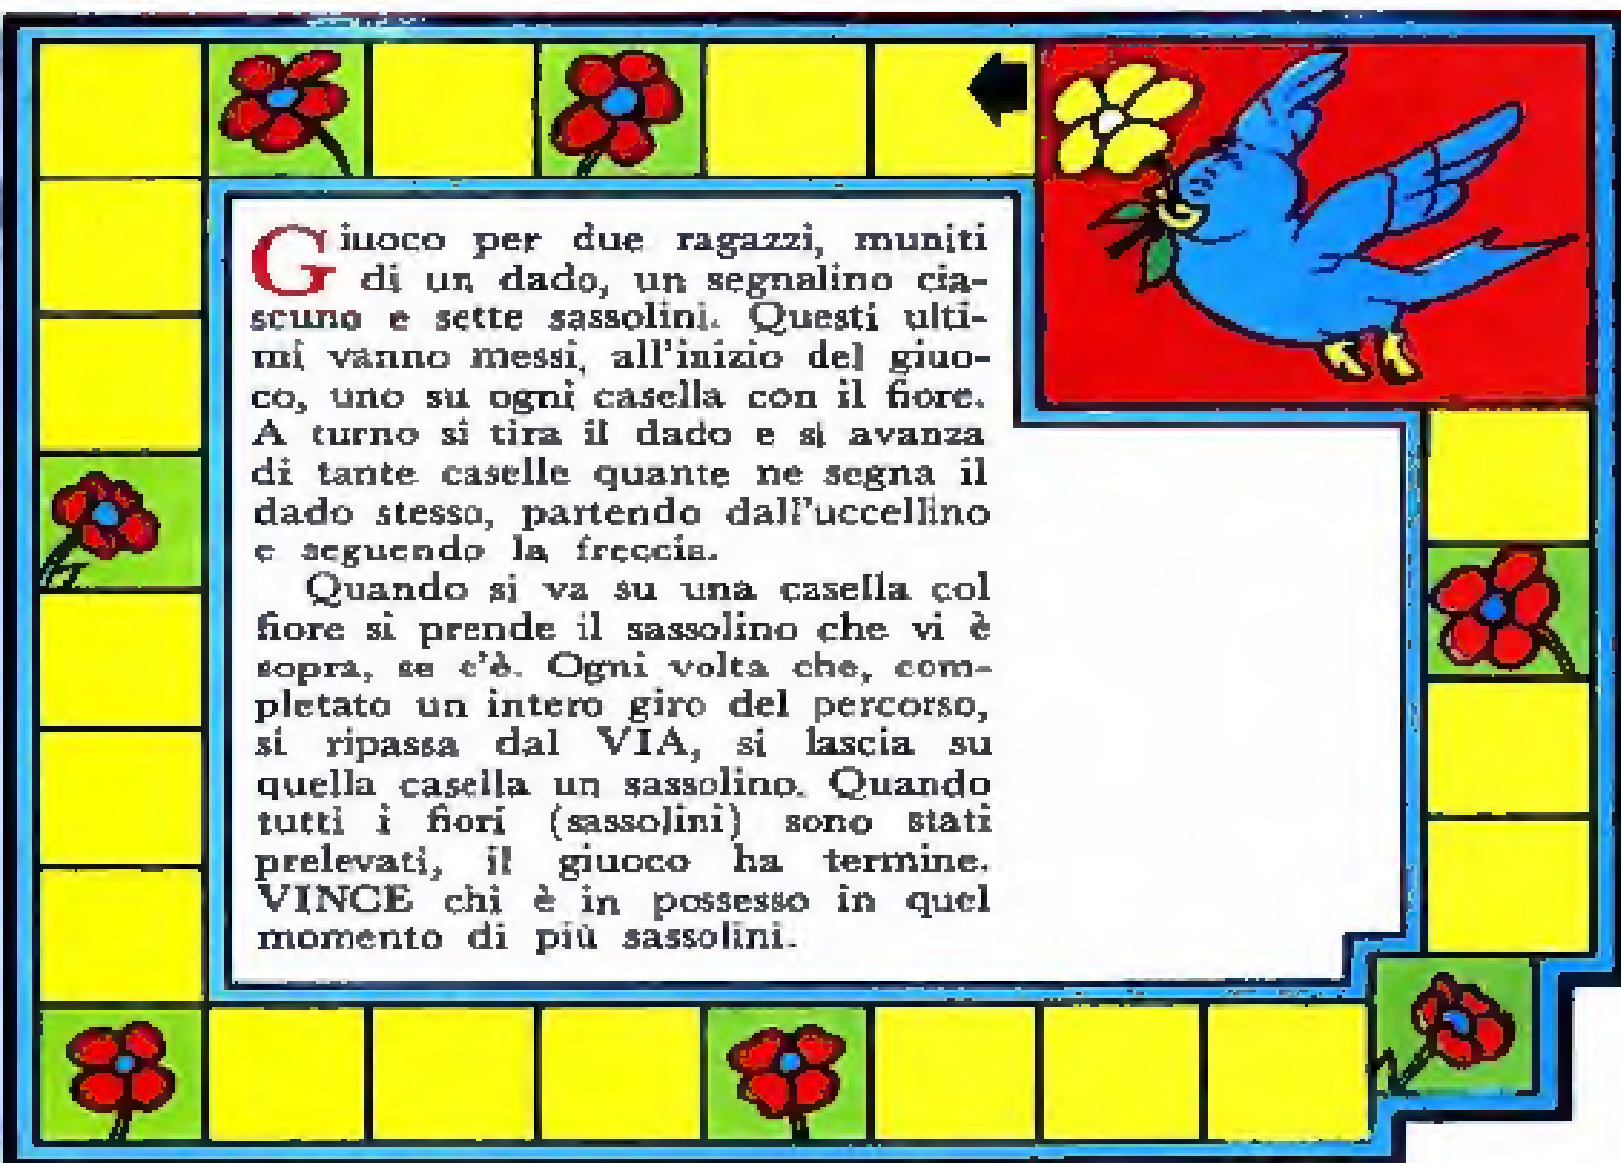 Giuoco per due ragazzi, muniti
di un dado, un segnalino cia-
scuno e sette sassolini. Questi ulti-
mi vanno messi, all'inizio del giuo-
co, uno su ogni casella con il fiore.
A turno si tira il dado e si avanza
di tante caselle quante ne segna il
dado stesso, partendo dall'uccellino
e seguendo la freccia.
Quando si va su una casella col
fiore si prende il sassolino che vi è
sopra, se c'è. Ogni volta che, com-
pletato un intero giro del percorso,
si ripassa dal VIA, si lascia su
quella casella un sassolino. Quando
tutti i fiori (sassolini) sono stati
prelevati, il giuoco ha termine.
VINCE chi è in possesso in quel
momento di più sassolini.